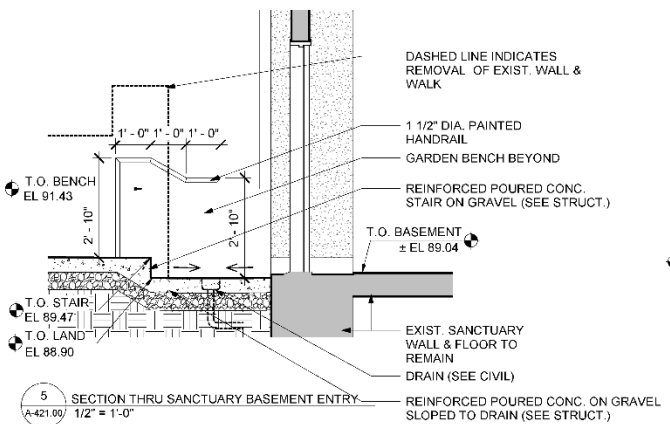 DASHED LINE INDICATES
REMOVAL OF EXIST. WALL &
WALK
1' - 0" 1' - 0" 1' - 0"
1 1/2" DIA. PAINTED
HANDRAIL
GARDEN BENCH BEYOND
T.O. BENCH
EL 91.43
2' - 10"
2' - 10"
REINFORCED POURED CONC.
STAIR ON GRAVEL (SEE STRUCT.)
T.O. BASEMENT
± EL 89.04
T.O. STAIR
EL 89.47
T.O. LAND
EL 88.90
EXIST. SANCTUARY
WALL & FLOOR TO
REMAIN
DRAIN (SEE CIVIL)
REINFORCED POURED CONC. ON GRAVEL
SLOPED TO DRAIN (SEE STRUCT.)
5
A-421.00
SECTION THRU SANCTUARY BASEMENT ENTRY
1/2" = 1'-0"